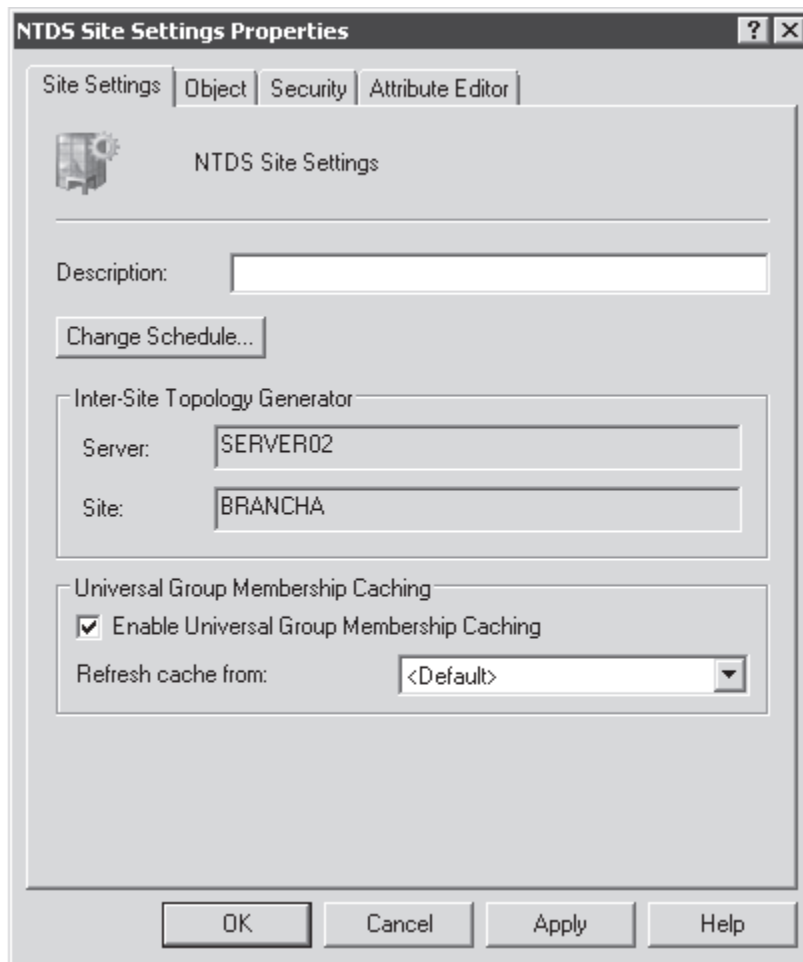 NTDS Site Settings Properties
Site Settings Object Security Attribute Editor
NTDS Site Settings
Description:
Change Schedule...
Inter-Site Topology Generator
Server: SERVER02
Site: BRANCHA
Universal Group Membership Caching
Enable Universal Group Membership Caching
Refresh cache from: <Default>
OK Cancel Apply Help